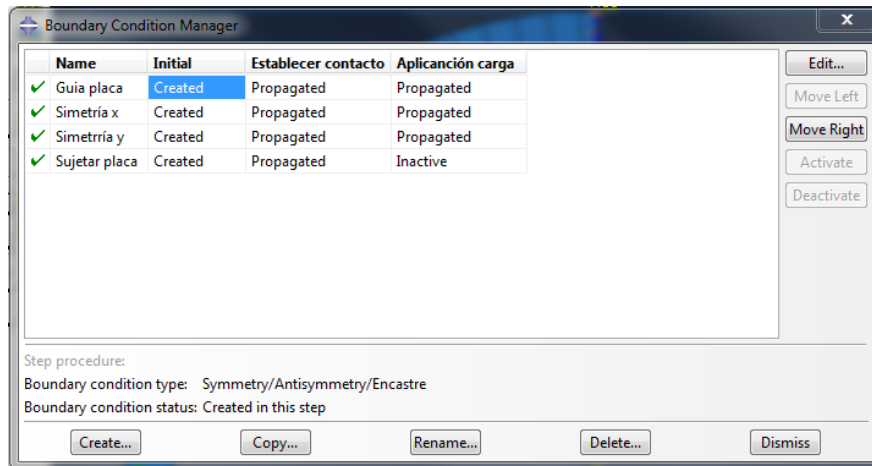 Boundary Condition Manager
x
Name Initial Establecer contacto Aplicanción carga
Guia placa Created Propagated Propagated
Simetría x Created Propagated Propagated
Simetrría y Created Propagated Propagated
Sujetar placa Created Propagated Inactive
Edit...
Move Left
Move Right
Activate
Deactivate
Step procedure:
Boundary condition type: Symmetry/Antisymmetry/Encastre
Boundary condition status: Created in this step
Create... Copy... Rename... Delete... Dismiss